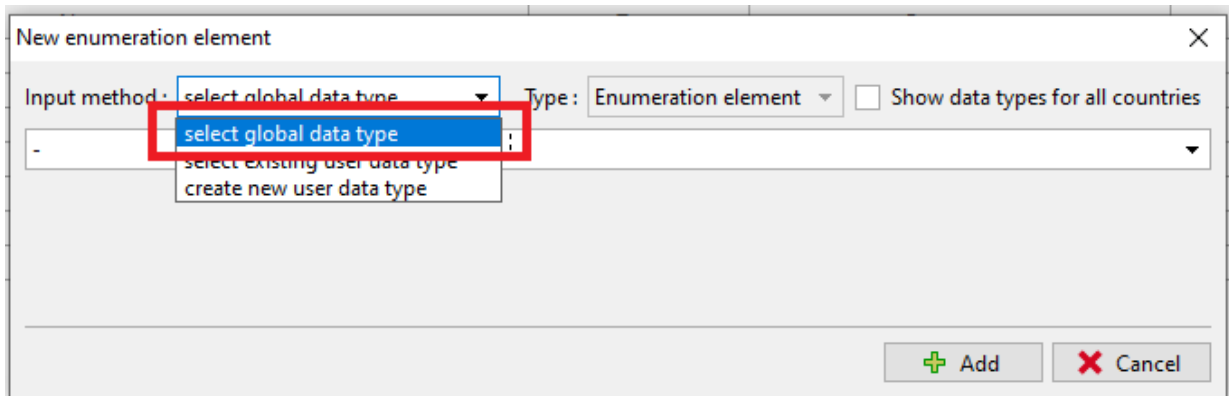 New enumeration element
Input method : select global data type Type : Enumeration element Show data types for all countries
select global data type
-
select existing user data type
create new user data type
Add Cancel